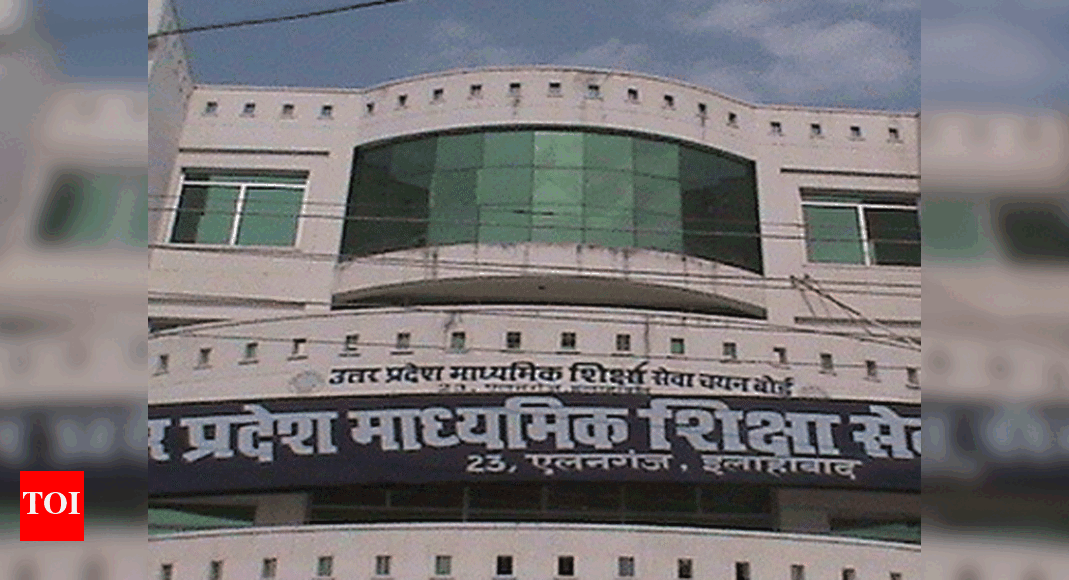 उत्तर प्रदेश माध्यमिक शिक्षा सेवा चयन बोर्ड
र प्रदेश माध्यमिक शिक्षा से
23, एलनगंज, इलाहाबाद
TOI